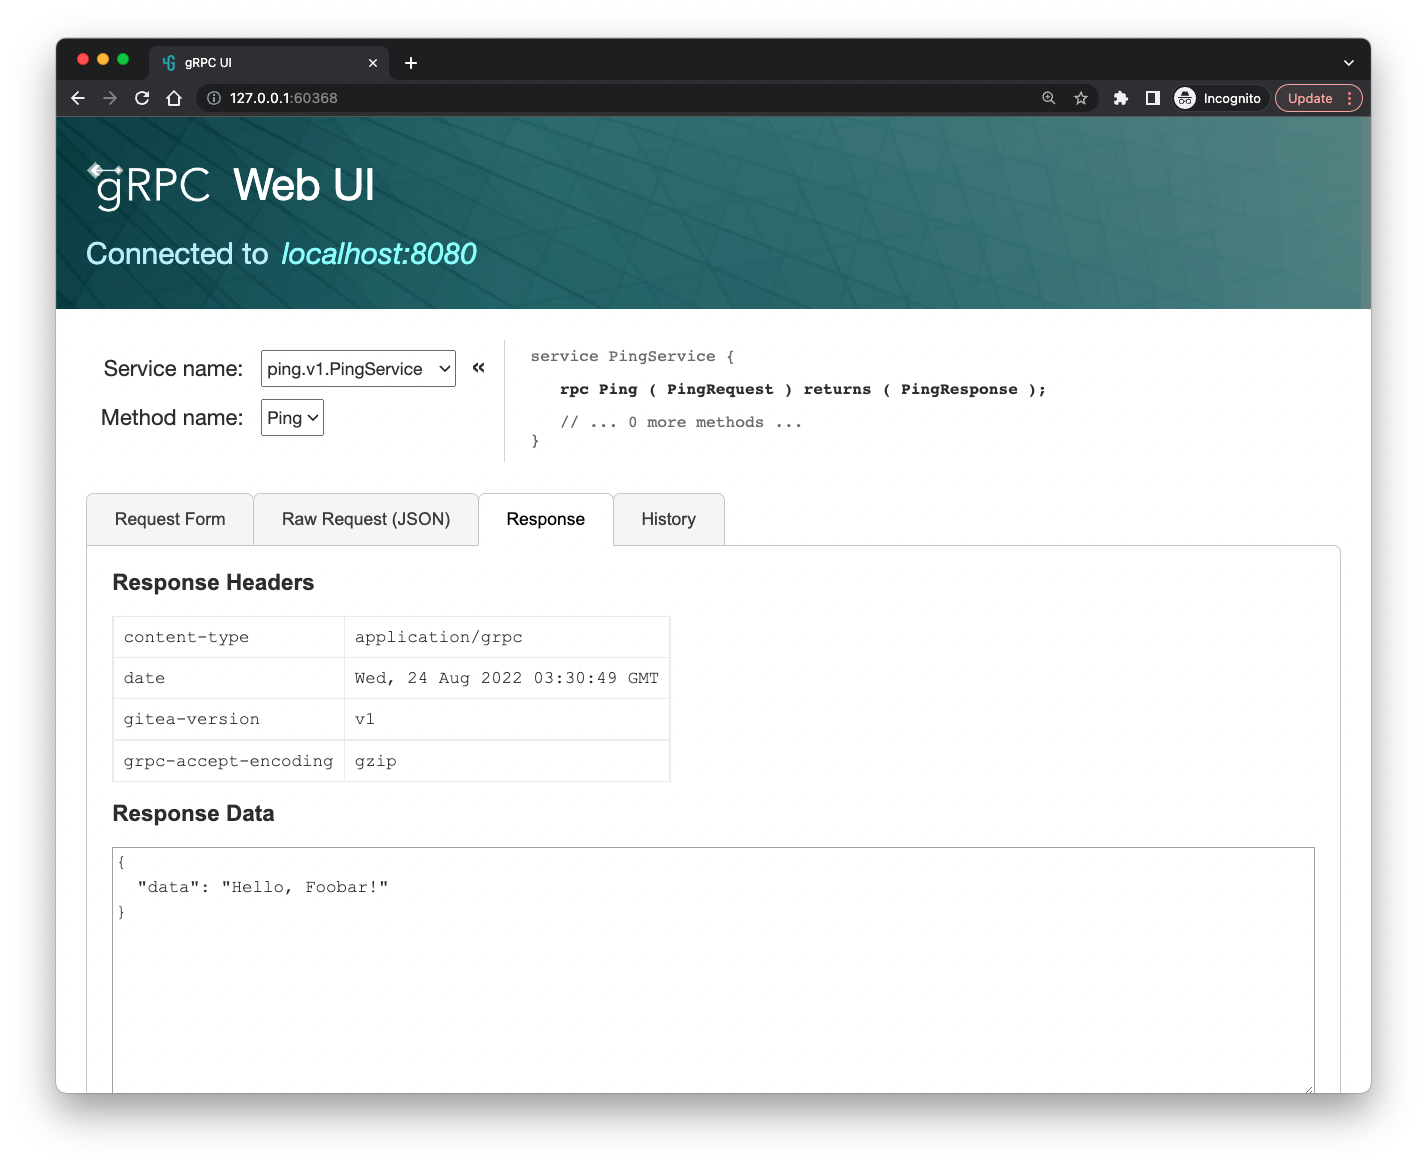 gRPC UI
127.0.0.1:60368
Incognito
Update
gRPC Web UI
Connected to localhost:8080
Service name: ping.v1.PingService «
Method name: Ping
service PingService {
rpc Ping ( PingRequest ) returns ( PingResponse );
// ... 0 more methods ...
}
Request Form
Raw Request (JSON)
Response
History
Response Headers
content-type application/grpc
date Wed, 24 Aug 2022 03:30:49 GMT
gitea-version v1
grpc-accept-encoding gzip
Response Data
{
"data": "Hello, Foobar!"
}